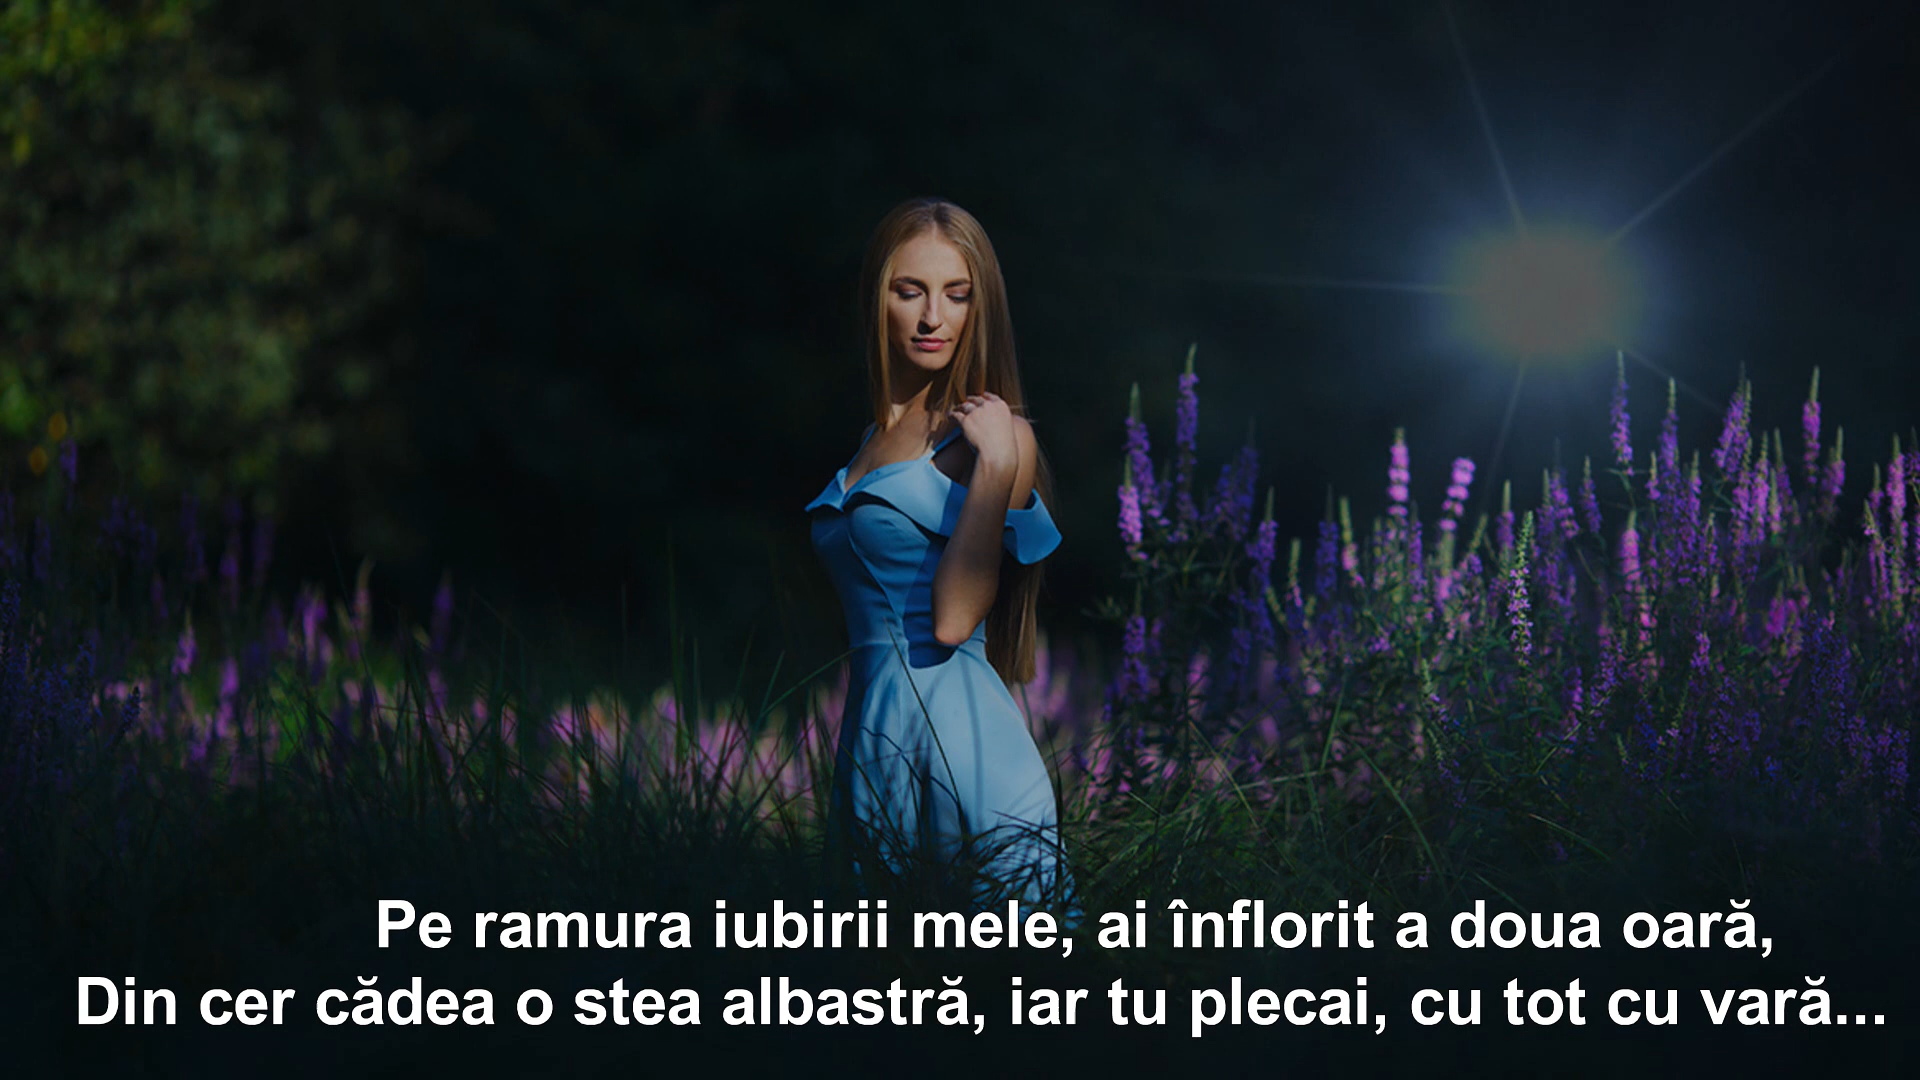 Pe ramura iubirii mele, ai înflorit a doua oară,
Din cer cădea o stea albastră, iar tu plecai, cu tot cu vară...